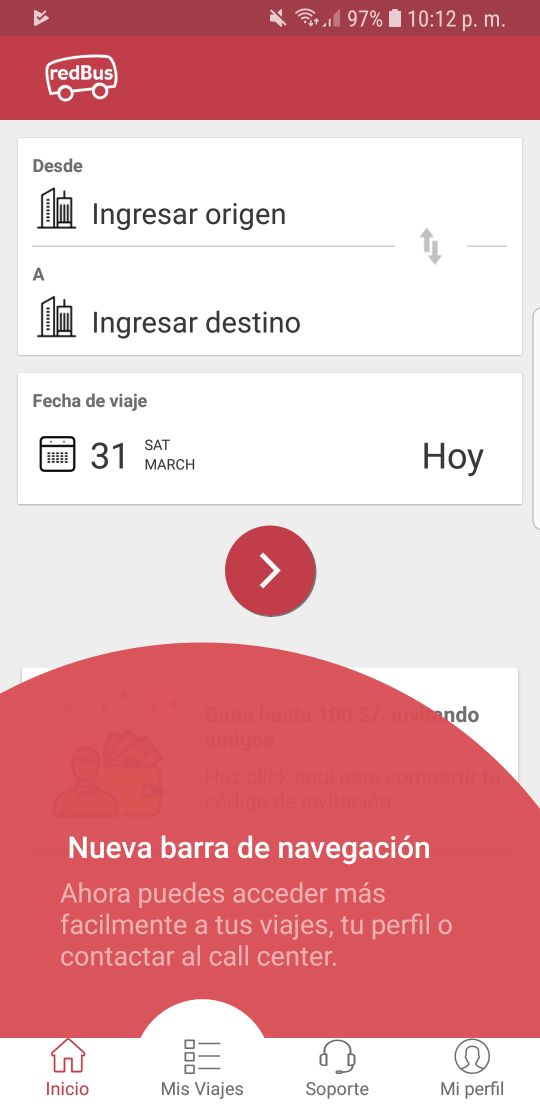 97% 10:12 p. m.
redBus
Desde
Ingresar origen
A
Ingresar destino
Fecha de viaje
31 SAT
MARCH
Hoy
Gana hasta 100 S/. invitando
amigos
Haz click aquí para compartir tu
código de invitación
Nueva barra de navegación
Ahora puedes acceder más
facilmente a tus viajes, tu perfil o
contactar al call center.
Inicio Mis Viajes Soporte Mi perfil